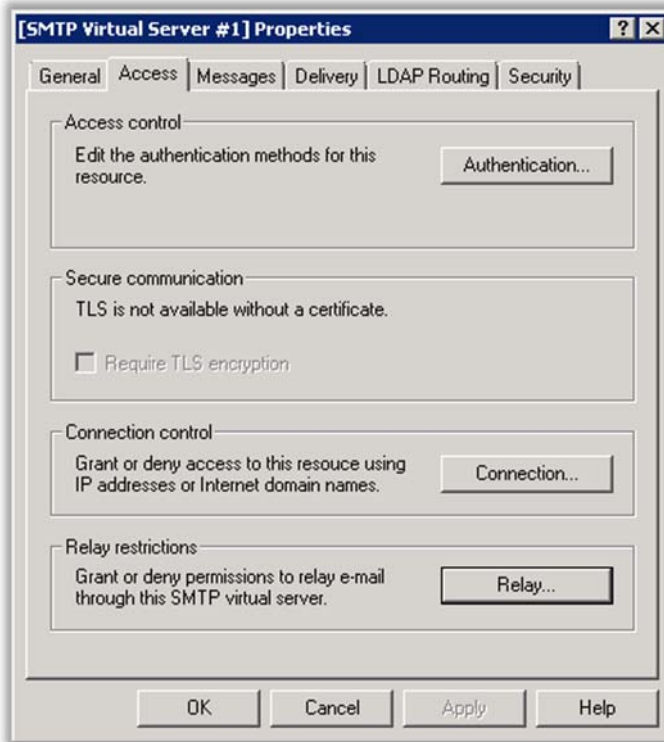 [SMTP Virtual Server #1] Properties
General Access Messages Delivery LDAP Routing Security
Access control
Edit the authentication methods for this
resource.
Authentication...
Secure communication
TLS is not available without a certificate.
Require TLS encryption
Connection control
Grant or deny access to this resouce using
IP addresses or Internet domain names.
Connection...
Relay restrictions
Grant or deny permissions to relay e-mail
through this SMTP virtual server.
Relay...
OK Cancel Apply Help